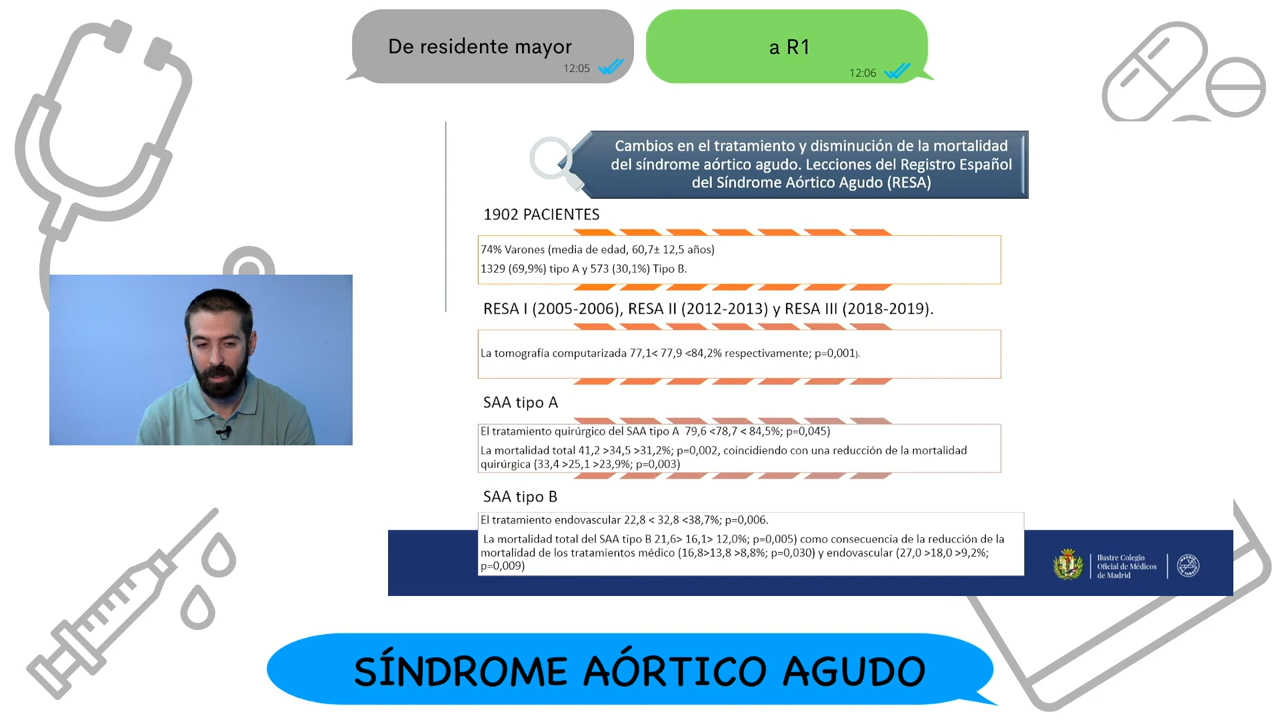 De residente mayor
12:05
a R1
12:06
Cambios en el tratamiento y disminución de la mortalidad
del síndrome aórtico agudo. Lecciones del Registro Español
del Síndrome Aórtico Agudo (RESA)
1902 PACIENTES
74% Varones (media de edad, 60,7± 12,5 años)
1329 (69,9%) tipo A y 573 (30,1%) Tipo B.
RESA I (2005-2006), RESA II (2012-2013) y RESA III (2018-2019).
La tomografía computarizada 77,1< 77,9 <84,2% respectivamente; p=0,001).
SAA tipo A
El tratamiento quirúrgico del SAA tipo A 79,6 <78,7 < 84,5%; p=0,045)
La mortalidad total 41,2 >34,5 >31,2%; p=0,002, coincidiendo con una reducción de la mortalidad
quirúrgica (33,4 >25,1 >23,9%; p=0,003)
SAA tipo B
El tratamiento endovascular 22,8 < 32,8 <38,7%; p=0,006.
La mortalidad total del SAA tipo B 21,6> 16,1> 12,0%; p=0,005) como consecuencia de la reducción de la
mortalidad de los tratamientos médico (16,8>13,8 >8,8%; p=0,030) y endovascular (27,0 >18,0 >9,2%;
p=0,009)
Ilustre Colegio
Oficial de Médicos
de Madrid
SÍNDROME AÓRTICO AGUDO